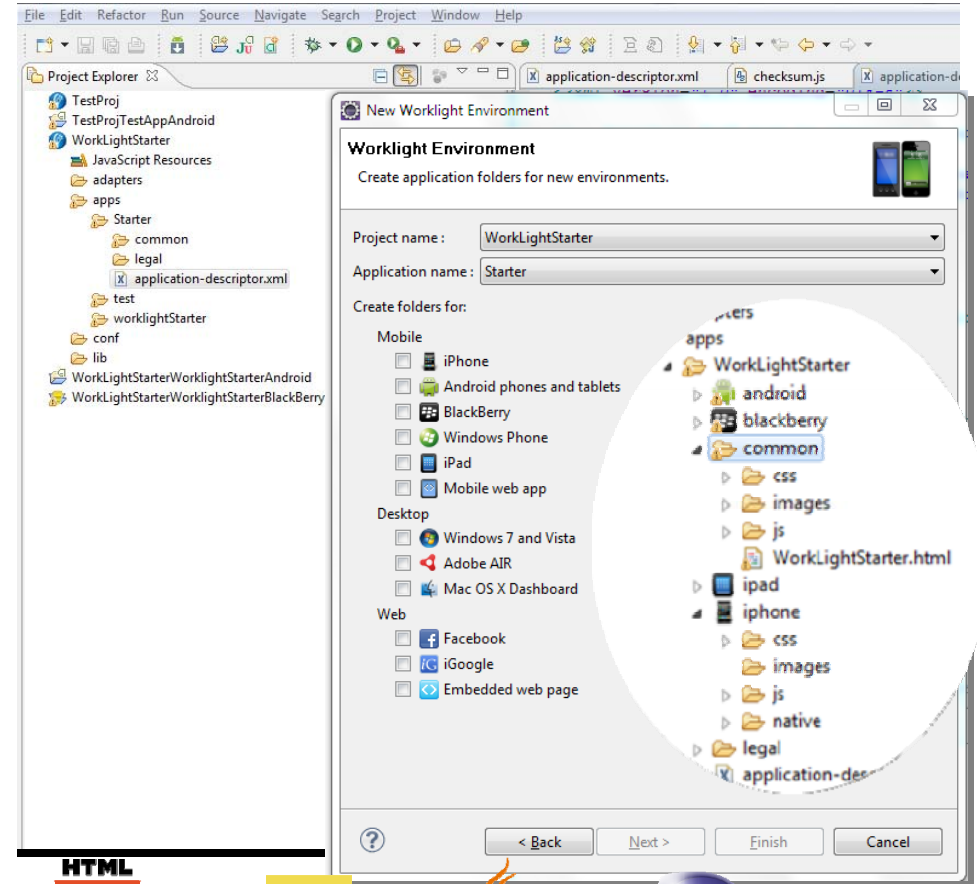 File Edit Refactor Run Source Navigate Search Project Window Help
Project Explorer
application-descriptor.xml
checksum.js
TestProj
TestProjTestAppAndroid
WorkLightStarter
JavaScript Resources
adapters
apps
Starter
common
legal
application-descriptor.xml
test
worklightStarter
conf
lib
WorkLightStarterWorklightStarterAndroid
WorkLightStarterWorklightStarterBlackBerry
New Worklight Environment
Worklight Environment
Create application folders for new environments.
Project name : WorkLightStarter
Application name : Starter
Create folders for:
Mobile
iPhone
Android phones and tablets
BlackBerry
Windows Phone
iPad
Mobile web app
Desktop
Windows 7 and Vista
Adobe AIR
Mac OS X Dashboard
Web
Facebook
iGoogle
Embedded web page
apps
WorkLightStarter
android
blackberry
common
css
images
js
WorkLightStarter.html
ipad
iphone
css
images
js
native
legal
< Back Next > Finish Cancel
HTML